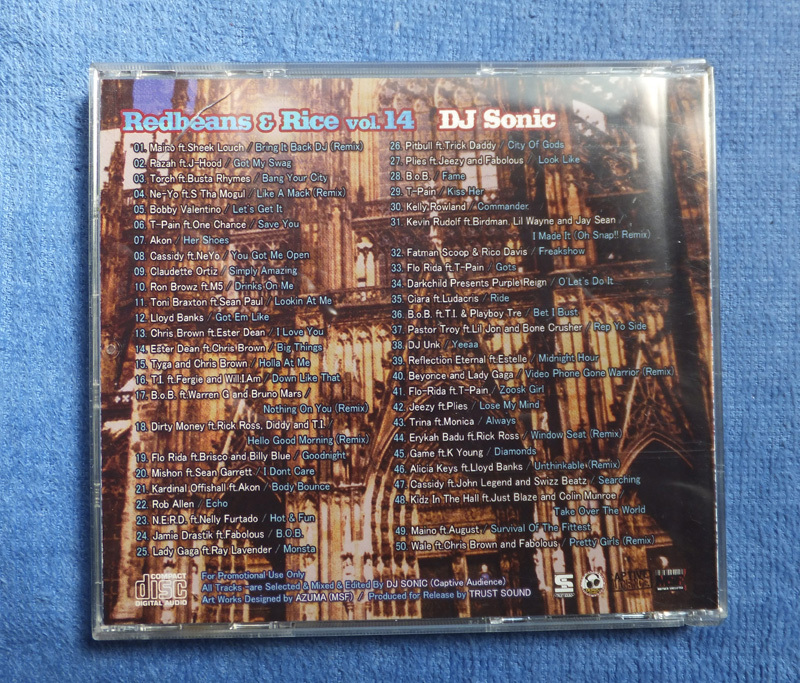 Redbeans & Rice vol.14 DJ Sonic
01. Maino ft.Sheek Louch / Bring It Back DJ (Remix)
02. Razah ft.J-Hood / Got My Swag
03. Torch ft.Busta Rhymes / Bang Your City
04. Ne-Yo ft.S Tha Mogul / Like A Mack (Remix)
05. Bobby Valentino / Let's Get It
06. T-Pain ft.One Chance / Save You
07. Akon / Her Shoes
08. Cassidy ft.NeYo / You Got Me Open
09. Claudette Ortiz / Simply Amazing
10. Ron Browz ft.M5 / Drinks On Me
11. Toni Braxton ft.Sean Paul / Lookin At Me
12. Lloyd Banks / Got Em Like
13. Chris Brown ft.Ester Dean / I Love You
14. Ester Dean ft.Chris Brown / Big Things
15. Tyga and Chris Brown / Holla At Me
16. T.I. ft.Fergie and Will.I.Am / Down Like That
17. B.o.B. ft.Warren G and Bruno Mars /
Nothing On You (Remix)
18. Dirty Money ft.Rick Ross, Diddy and T.I. /
Hello Good Morning (Remix)
19. Flo Rida ft.Brisco and Billy Blue / Goodnight
20. Mishon ft.Sean Garrett / I Dont Care
21. Kardinal Offishall ft.Akon / Body Bounce
22. Rob Allen / Echo
23. N.E.R.D. ft.Nelly Furtado / Hot & Fun
24. Jamie Drastik ft.Fabolous / B.O.B.
25. Lady Gaga ft.Ray Lavender / Monsta
26. Pitbull ft.Trick Daddy / City Of Gods
27. Plies ft.Jeezy and Fabolous / Look Like
28. B.o.B. / Fame
29. T-Pain / Kiss Her
30. Kelly Rowland / Commander
31. Kevin Rudolf ft.Birdman, Lil Wayne and Jay Sean /
I Made It (Oh Snap!! Remix)
32. Fatman Scoop & Rico Davis / Freakshow
33. Flo Rida ft.T-Pain / Gots
34. Darkchild Presents Purple Reign / O'Let's Do It
35. Ciara ft.Ludacris / Ride
36. B.o.B. ft.T.I. & Playboy Tre / Bet I Bust
37. Pastor Troy ft.Lil Jon and Bone Crusher / Rep Yo Side
38. DJ Unk / Yeeaa
39. Reflection Eternal ft.Estelle / Midnight Hour
40. Beyonce and Lady Gaga / Video Phone Gone Warrior (Remix)
41. Flo-Rida ft.T-Pain / Zoosk Girl
42. Jeezy ft.Plies / Lose My Mind
43. Trina ft.Monica / Always
44. Erykah Badu ft.Rick Ross / Window Seat (Remix)
45. Game ft.K Young / Diamonds
46. Alicia Keys ft.Lloyd Banks / Unthinkable (Remix)
47. Cassidy ft.John Legend and Swizz Beatz / Searching
48. Kidz In The Hall ft.Just Blaze and Colin Munroe /
Take Over The World
49. Maino ft.August / Survival Of The Fittest
50. Wale ft.Chris Brown and Fabolous / Pretty Girls (Remix)
COMPACT
disc
DIGITAL AUDIO
For Promotional Use Only
All Tracks are Selected & Mixed & Edited By DJ SONIC (Captive Audience)
Art Works Designed by AZUMA (MSF) / Produced for Release by TRUST SOUND